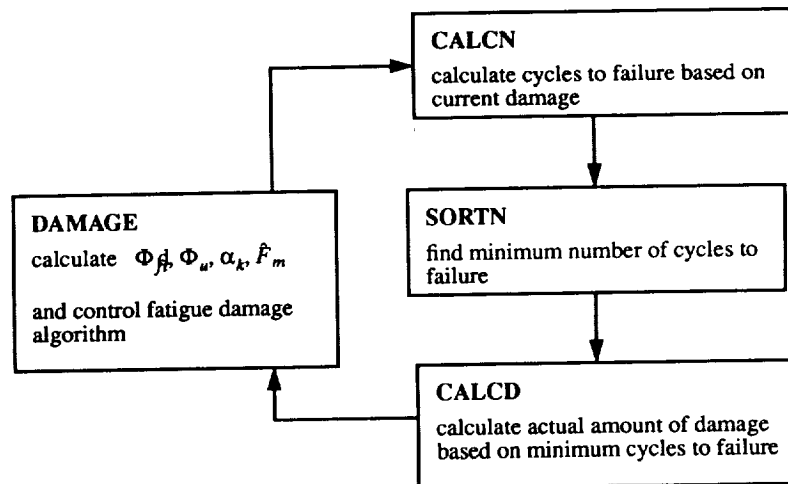 CALCN
calculate cycles to failure based on
current damage
DAMAGE
calculate Φ, Φᵤ, αₖ, F̂ₘ
and control fatigue damage
algorithm
SORTN
find minimum number of cycles to
failure
CALCD
calculate actual amount of damage
based on minimum cycles to failure